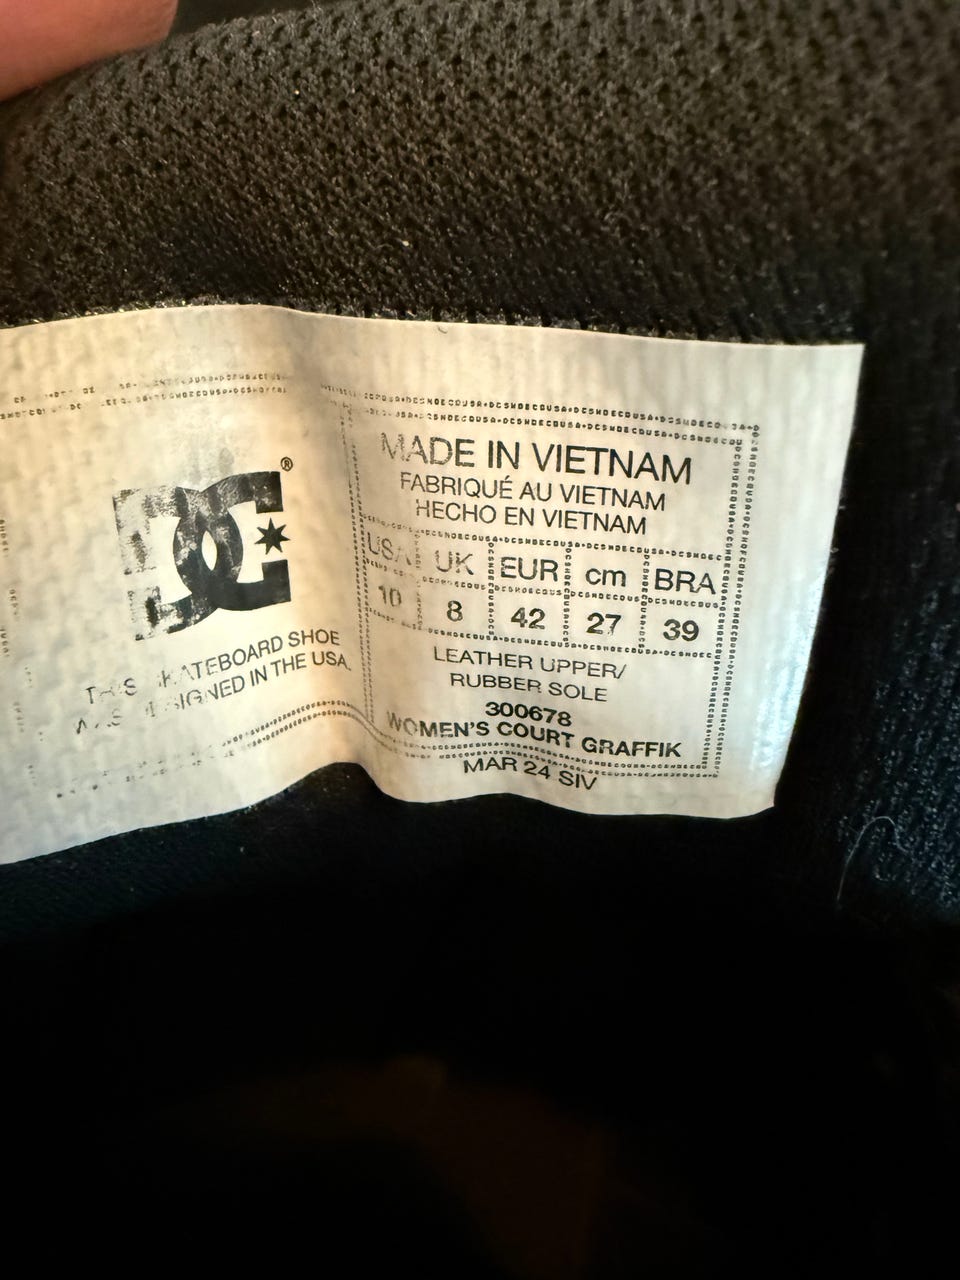 DC®
THIS SKATEBOARD SHOE
WAS DESIGNED IN THE USA.
MADE IN VIETNAM
FABRIQUÉ AU VIETNAM
HECHO EN VIETNAM
USA UK EUR cm BRA
10 8 42 27 39
LEATHER UPPER/
RUBBER SOLE
300678
WOMEN'S COURT GRAFFIK
MAR 24 SIV